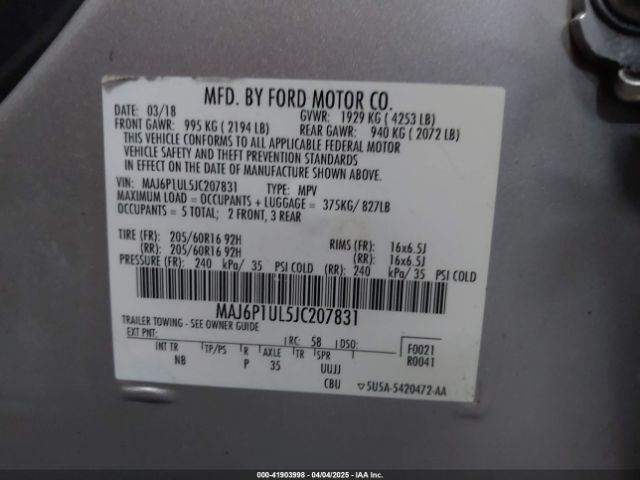 MFD. BY FORD MOTOR CO.
DATE: 03/18 GVWR: 1929 KG ( 4253 LB)
FRONT GAWR: 995 KG ( 2194 LB) REAR GAWR: 940 KG ( 2072 LB)
THIS VEHICLE CONFORMS TO ALL APPLICABLE FEDERAL MOTOR
VEHICLE SAFETY AND THEFT PREVENTION STANDARDS
IN EFFECT ON THE DATE OF MANUFACTURE SHOWN ABOVE.
VIN: MAJ6P1UL5JC207831 TYPE: MPV
MAXIMUM LOAD = OCCUPANTS + LUGGAGE = 375KG/ 827LB
OCCUPANTS = 5 TOTAL; 2 FRONT, 3 REAR
TIRE (FR): 205/60R16 92H RIMS (FR): 16x6.5J
(RR): 205/60R16 92H (RR): 16x6.5J
PRESSURE (FR): 240 kPa/ 35 PSI COLD (RR): 240 kPa/ 35 PSI COLD
MAJ6P1UL5JC207831
TRAILER TOWING - SEE OWNER GUIDE
EXT PNT: RC: 58 DSO: F0021
INT TR TP/PS R AXLE TR SPR R0041
NB P 35 UUJJ
CBU 5U5A-5420472-AA
000-41903998 - 04/04/2025 - IAA Inc.